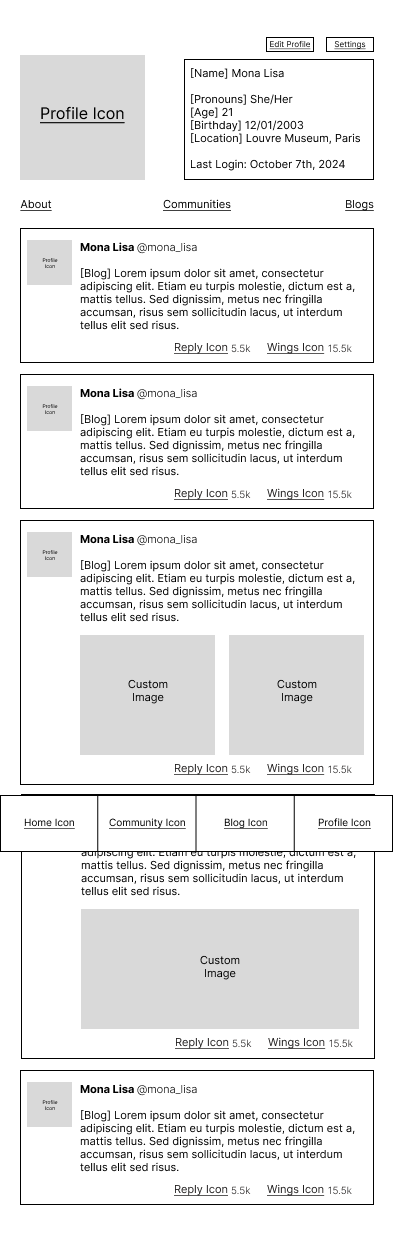 Edit Profile
Settings
Profile Icon
[Name] Mona Lisa
[Pronouns] She/Her
[Age] 21
[Birthday] 12/01/2003
[Location] Louvre Museum, Paris
Last Login: October 7th, 2024
About
Communities
Blogs
Profile
Icon
Mona Lisa @mona_lisa
[Blog] Lorem ipsum dolor sit amet, consectetur
adipiscing elit. Etiam eu turpis molestie, dictum est a,
mattis tellus. Sed dignissim, metus nec fringilla
accumsan, risus sem sollicitudin lacus, ut interdum
tellus elit sed risus.
Reply Icon 5.5k Wings Icon 15.5k
Profile
Icon
Mona Lisa @mona_lisa
[Blog] Lorem ipsum dolor sit amet, consectetur
adipiscing elit. Etiam eu turpis molestie, dictum est a,
mattis tellus. Sed dignissim, metus nec fringilla
accumsan, risus sem sollicitudin lacus, ut interdum
tellus elit sed risus.
Reply Icon 5.5k Wings Icon 15.5k
Profile
Icon
Mona Lisa @mona_lisa
[Blog] Lorem ipsum dolor sit amet, consectetur
adipiscing elit. Etiam eu turpis molestie, dictum est a,
mattis tellus. Sed dignissim, metus nec fringilla
accumsan, risus sem sollicitudin lacus, ut interdum
tellus elit sed risus.
Custom
Image
Custom
Image
Reply Icon 5.5k Wings Icon 15.5k
Home Icon
Community Icon
Blog Icon
Profile Icon
adipiscing elit. Etiam eu turpis molestie, dictum est a,
mattis tellus. Sed dignissim, metus nec fringilla
accumsan, risus sem sollicitudin lacus, ut interdum
tellus elit sed risus.
Custom
Image
Reply Icon 5.5k Wings Icon 15.5k
Profile
Icon
Mona Lisa @mona_lisa
[Blog] Lorem ipsum dolor sit amet, consectetur
adipiscing elit. Etiam eu turpis molestie, dictum est a,
mattis tellus. Sed dignissim, metus nec fringilla
accumsan, risus sem sollicitudin lacus, ut interdum
tellus elit sed risus.
Reply Icon 5.5k Wings Icon 15.5k